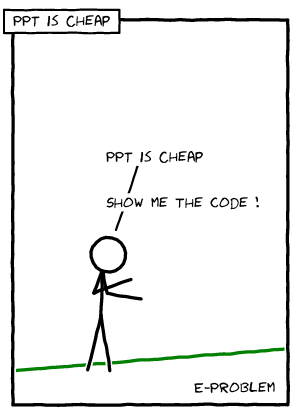 PPT IS CHEAP
PPT IS CHEAP
SHOW ME THE CODE !
E-PROBLEM